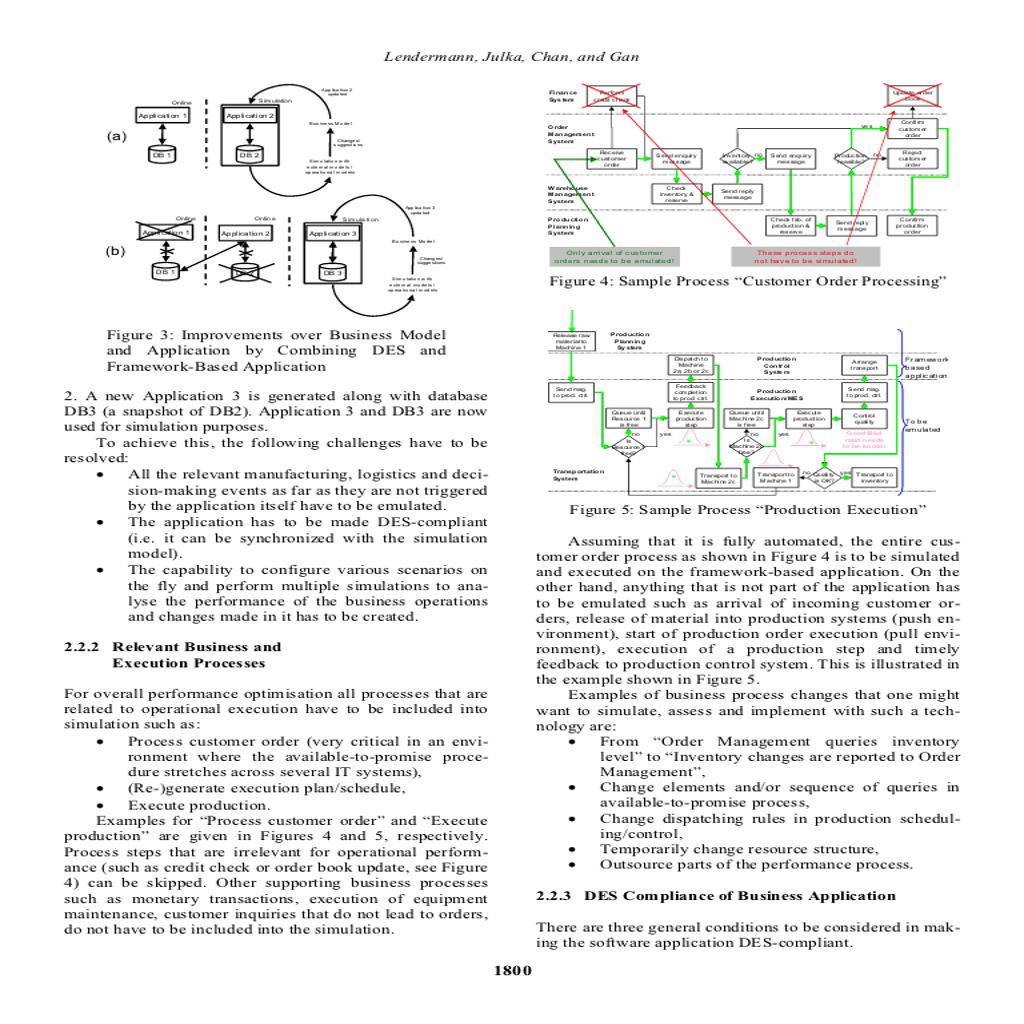 Lendermann, Julka, Chan, and Gan
(a)
Online
Application 1
DB 1
Simulation
Application 2
DB 2
Application 2
updated
Business Model
Changes/
suggestions
Simulation with
external models /
operational models
(b)
Online
Application 1
DB 1
Online
Application 2
Simulation
Application 3
DB 3
Application 3
updated
Business Model
Changes/
suggestions
Simulation with
external models /
operational models
Figure 3: Improvements over Business Model
and Application by Combining DES and
Framework-Based Application
2. A new Application 3 is generated along with database
DB3 (a snapshot of DB2). Application 3 and DB3 are now
used for simulation purposes.
To achieve this, the following challenges have to be
resolved:
• All the relevant manufacturing, logistics and deci-
sion-making events as far as they are not triggered
by the application itself have to be emulated.
• The application has to be made DES-compliant
(i.e. it can be synchronized with the simulation
model).
• The capability to configure various scenarios on
the fly and perform multiple simulations to ana-
lyse the performance of the business operations
and changes made in it has to be created.
2.2.2 Relevant Business and
Execution Processes
For overall performance optimisation all processes that are
related to operational execution have to be included into
simulation such as:
• Process customer order (very critical in an envi-
ronment where the available-to-promise proce-
dure stretches across several IT systems),
• (Re-)generate execution plan/schedule,
• Execute production.
Examples for “Process customer order” and “Execute
production” are given in Figures 4 and 5, respectively.
Process steps that are irrelevant for operational perform-
ance (such as credit check or order book update, see Figure
4) can be skipped. Other supporting business processes
such as monetary transactions, execution of equipment
maintenance, customer inquiries that do not lead to orders,
do not have to be included into the simulation.
Finance
System
Perform
credit check
Update order
book
Order
Management
System
Receive
customer
order
Send enquiry
message
Inventory
available?
no
Send enquiry
message
Production
feasible?
yes
no
Confirm
customer
order
Reject
customer
order
Warehouse
Management
System
Check
inventory &
reserve
Send reply
message
Production
Planning
System
Check feb. of
production &
reserve
Send reply
message
Confirm
production
order
Only arrival of customer
orders needs to be emulated!
These process steps do
not have to be simulated!
Figure 4: Sample Process “Customer Order Processing”
Release raw
material to
Machine 1
Production
Planning
System
Dispatch to
Machine
2a, 2b or 2c
Production
Control
System
Arrange
transport
Framework
based
application
Send msg.
to prod. ctrl.
Feedback
completion
to prod. ctrl.
Production
Execution/MES
Send msg.
to prod. ctrl.
Queue until
Resource 1
is free
Execute
production
step
Queue until
Machine 2c
is free
Execute
production
step
Control
quality
To be
emulated
no
yes
Is
Resource 1
free?
no
yes
Is
Machine 2c
free?
Good/Bad
ratio needs
to be known
Transportation
System
Transport to
Machine 2c
Transport to
Machine 1
no
Quality
is OK?
yes
Transport to
inventory
Figure 5: Sample Process “Production Execution”
Assuming that it is fully automated, the entire cus-
tomer order process as shown in Figure 4 is to be simulated
and executed on the framework-based application. On the
other hand, anything that is not part of the application has
to be emulated such as arrival of incoming customer or-
ders, release of material into production systems (push en-
vironment), start of production order execution (pull envi-
ronment), execution of a production step and timely
feedback to production control system. This is illustrated in
the example shown in Figure 5.
Examples of business process changes that one might
want to simulate, assess and implement with such a tech-
nology are:
• From “Order Management queries inventory
level” to “Inventory changes are reported to Order
Management”,
• Change elements and/or sequence of queries in
available-to-promise process,
• Change dispatching rules in production schedul-
ing/control,
• Temporarily change resource structure,
• Outsource parts of the performance process.
2.2.3 DES Compliance of Business Application
There are three general conditions to be considered in mak-
ing the software application DES-compliant.
1800